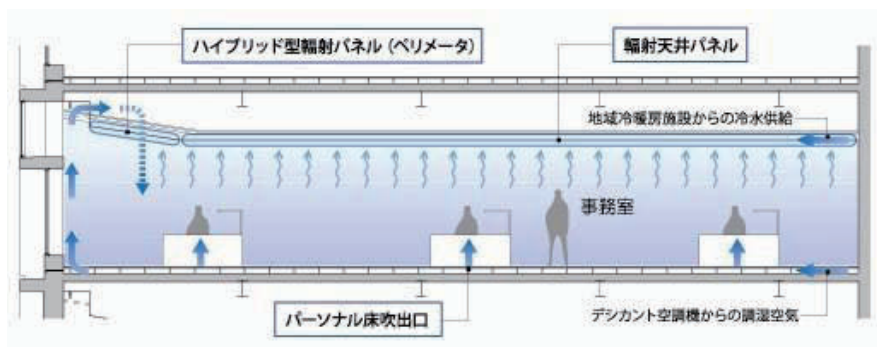 ハイブリッド型輻射パネル（ペリメータ）
輻射天井パネル
地域冷暖房施設からの冷水供給
事務室
パーソナル床吹出口
デシカント空調機からの調湿空気